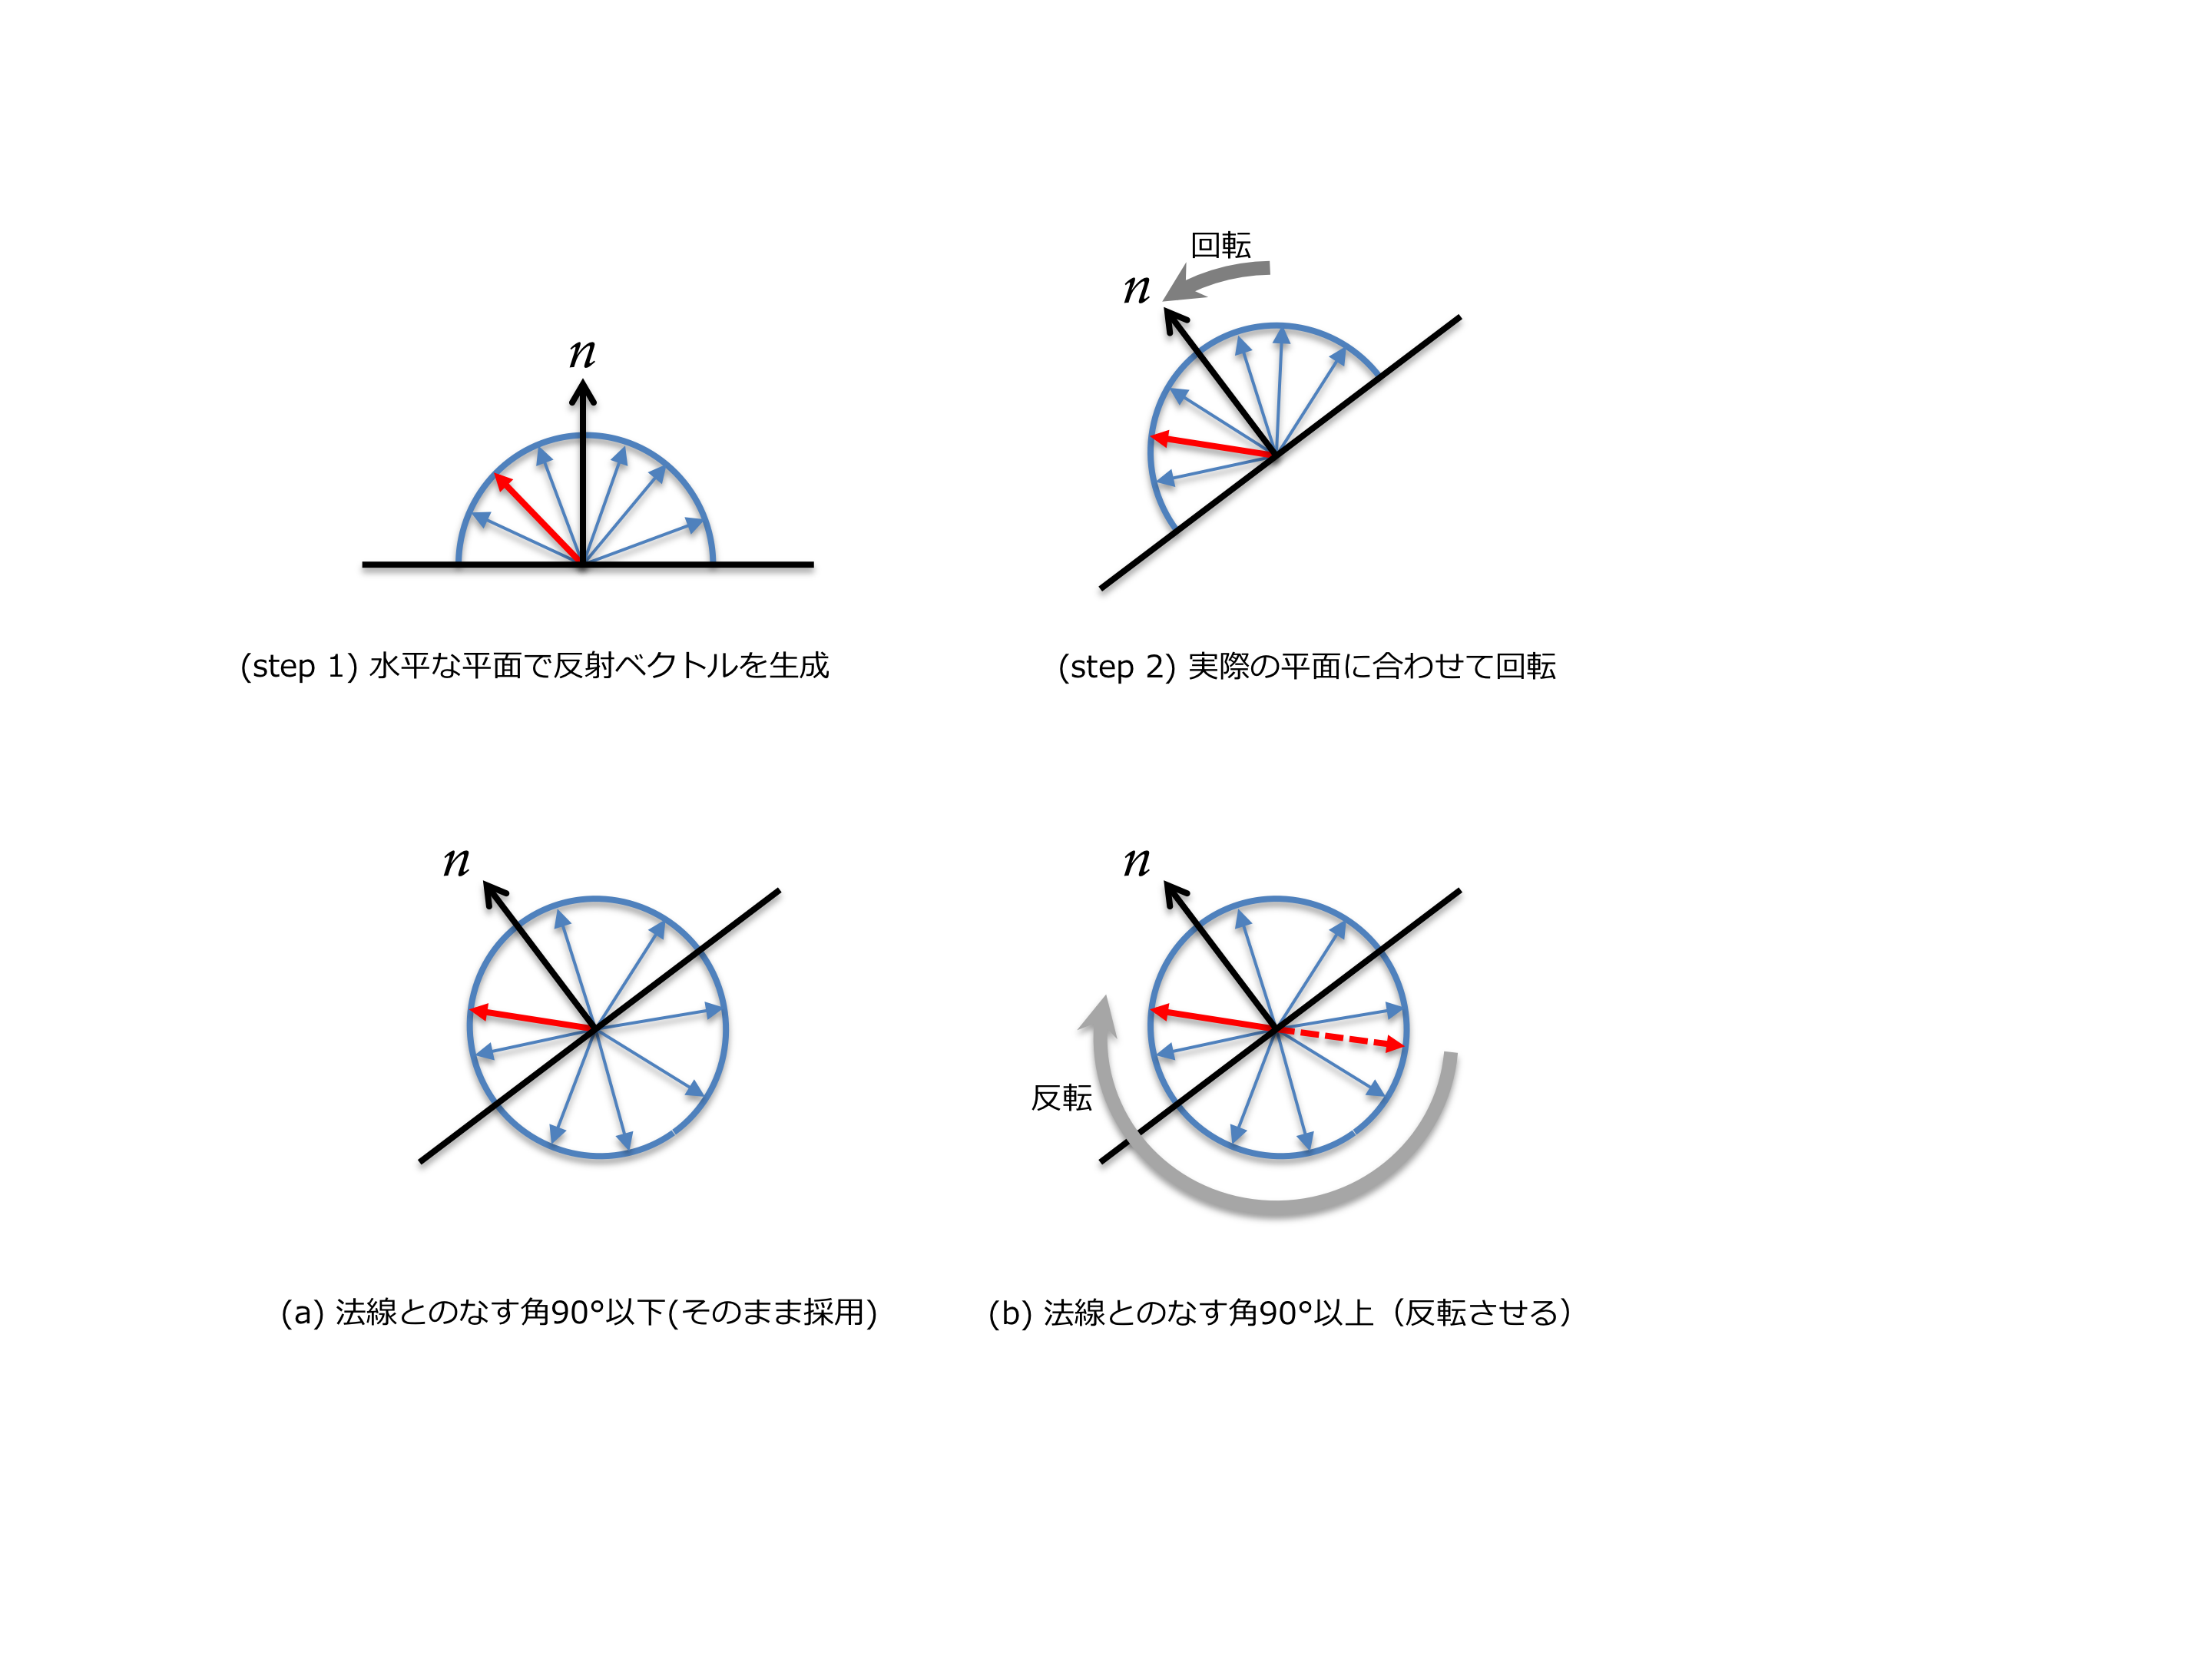 回転
n
n
(step 1) 水平な平面で反射ベクトルを生成
(step 2) 実際の平面に合わせて回転
n
n
反転
(a) 法線とのなす角90°以下(そのまま採用)
(b) 法線とのなす角90°以上（反転させる）